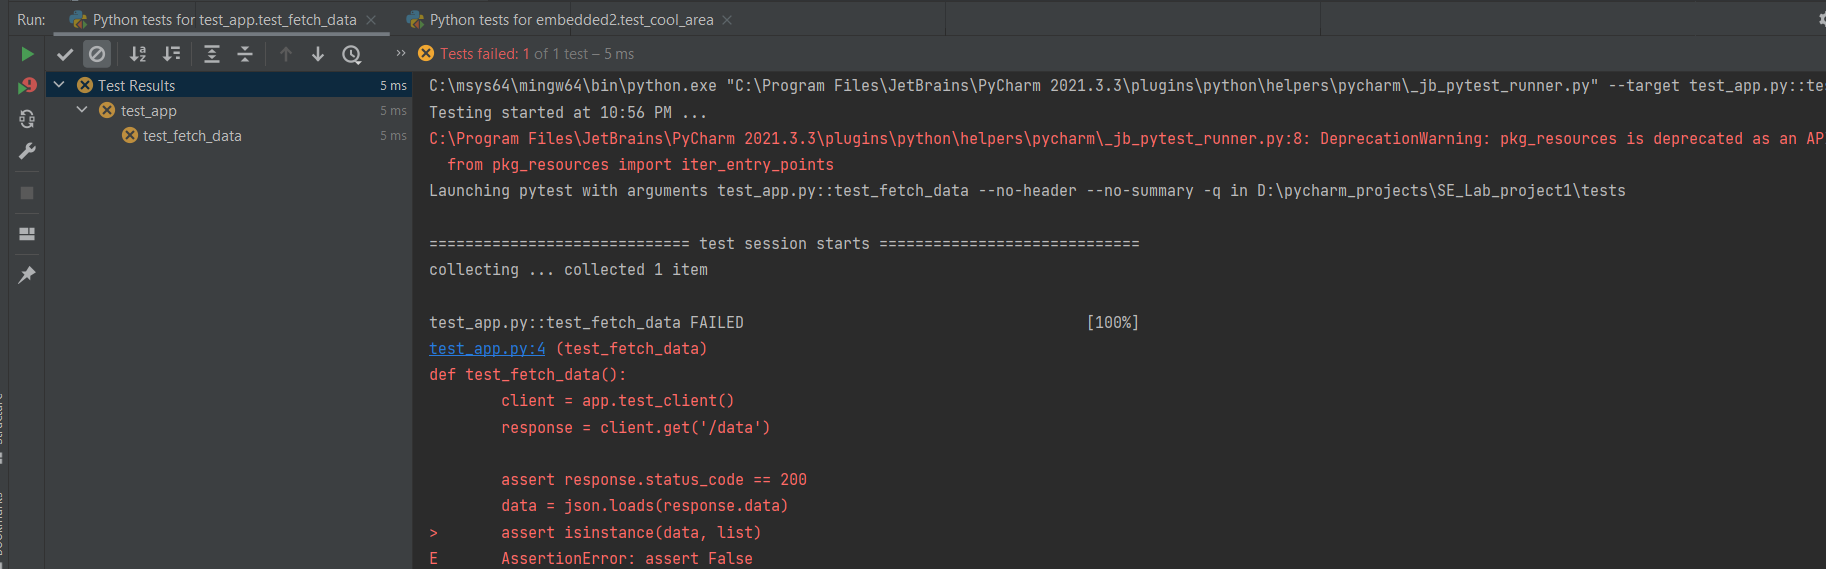 Run: Python tests for test_app.test_fetch_data Python tests for embedded2.test_cool_area
Tests failed: 1 of 1 test – 5 ms
Test Results 5 ms
test_app 5 ms
test_fetch_data 5 ms
C:\msys64\mingw64\bin\python.exe "C:\Program Files\JetBrains\PyCharm 2021.3.3\plugins\python\helpers\pycharm\_jb_pytest_runner.py" --target test_app.py::tes
Testing started at 10:56 PM ...
C:\Program Files\JetBrains\PyCharm 2021.3.3\plugins\python\helpers\pycharm\_jb_pytest_runner.py:8: DeprecationWarning: pkg_resources is deprecated as an AP
from pkg_resources import iter_entry_points
Launching pytest with arguments test_app.py::test_fetch_data --no-header --no-summary -q in D:\pycharm_projects\SE_Lab_project1\tests
============================= test session starts =============================
collecting ... collected 1 item
test_app.py::test_fetch_data FAILED [100%]
test_app.py:4 (test_fetch_data)
def test_fetch_data():
client = app.test_client()
response = client.get('/data')
assert response.status_code == 200
data = json.loads(response.data)
> assert isinstance(data, list)
E AssertionError: assert False